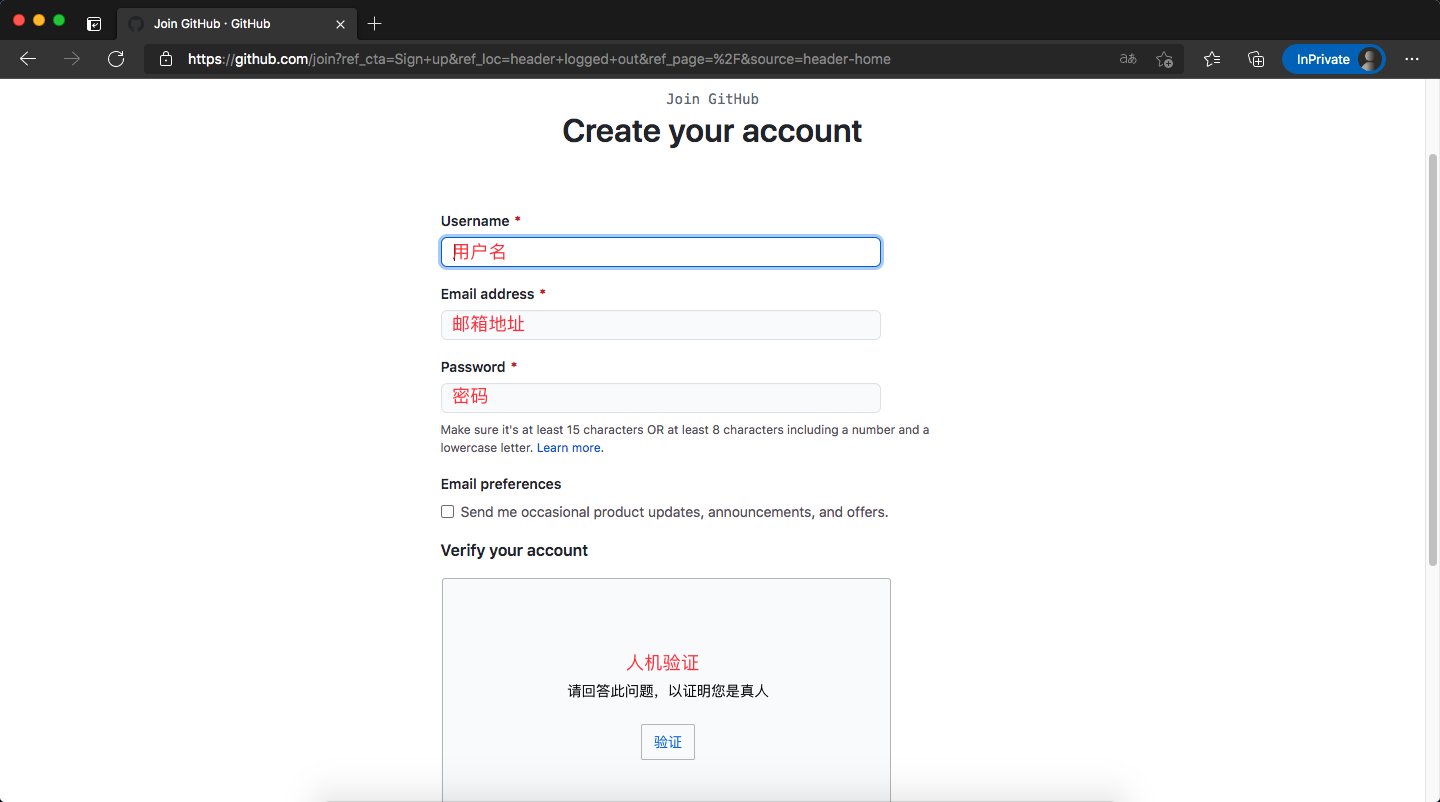 Join GitHub · GitHub
https://github.com/join?ref_cta=Sign+up&ref_loc=header+logged+out&ref_page=%2F&source=header-home
aあ
InPrivate
Join GitHub
Create your account
Username *
用户名
Email address *
邮箱地址
Password *
密码
Make sure it's at least 15 characters OR at least 8 characters including a number and a
lowercase letter. Learn more.
Email preferences
Send me occasional product updates, announcements, and offers.
Verify your account
人机验证
请回答此问题，以证明您是真人
验证